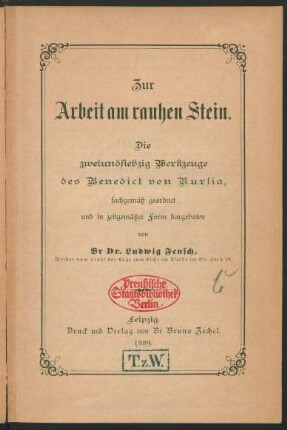 Zur
Arbeit am rauhen Stein.
Die
zweiundsiebzig Werkzeuge
des Benedict von Nursia,
sachgemäß geordnet
und in zeitgemäßer Form dargeboten
von
Br Dr. Ludwig Fensch,
Preußische
Staatsbibliothek
Berlin
Leipzig.
Druck und Verlag von Br Bruno Zechel.
T.z.W.